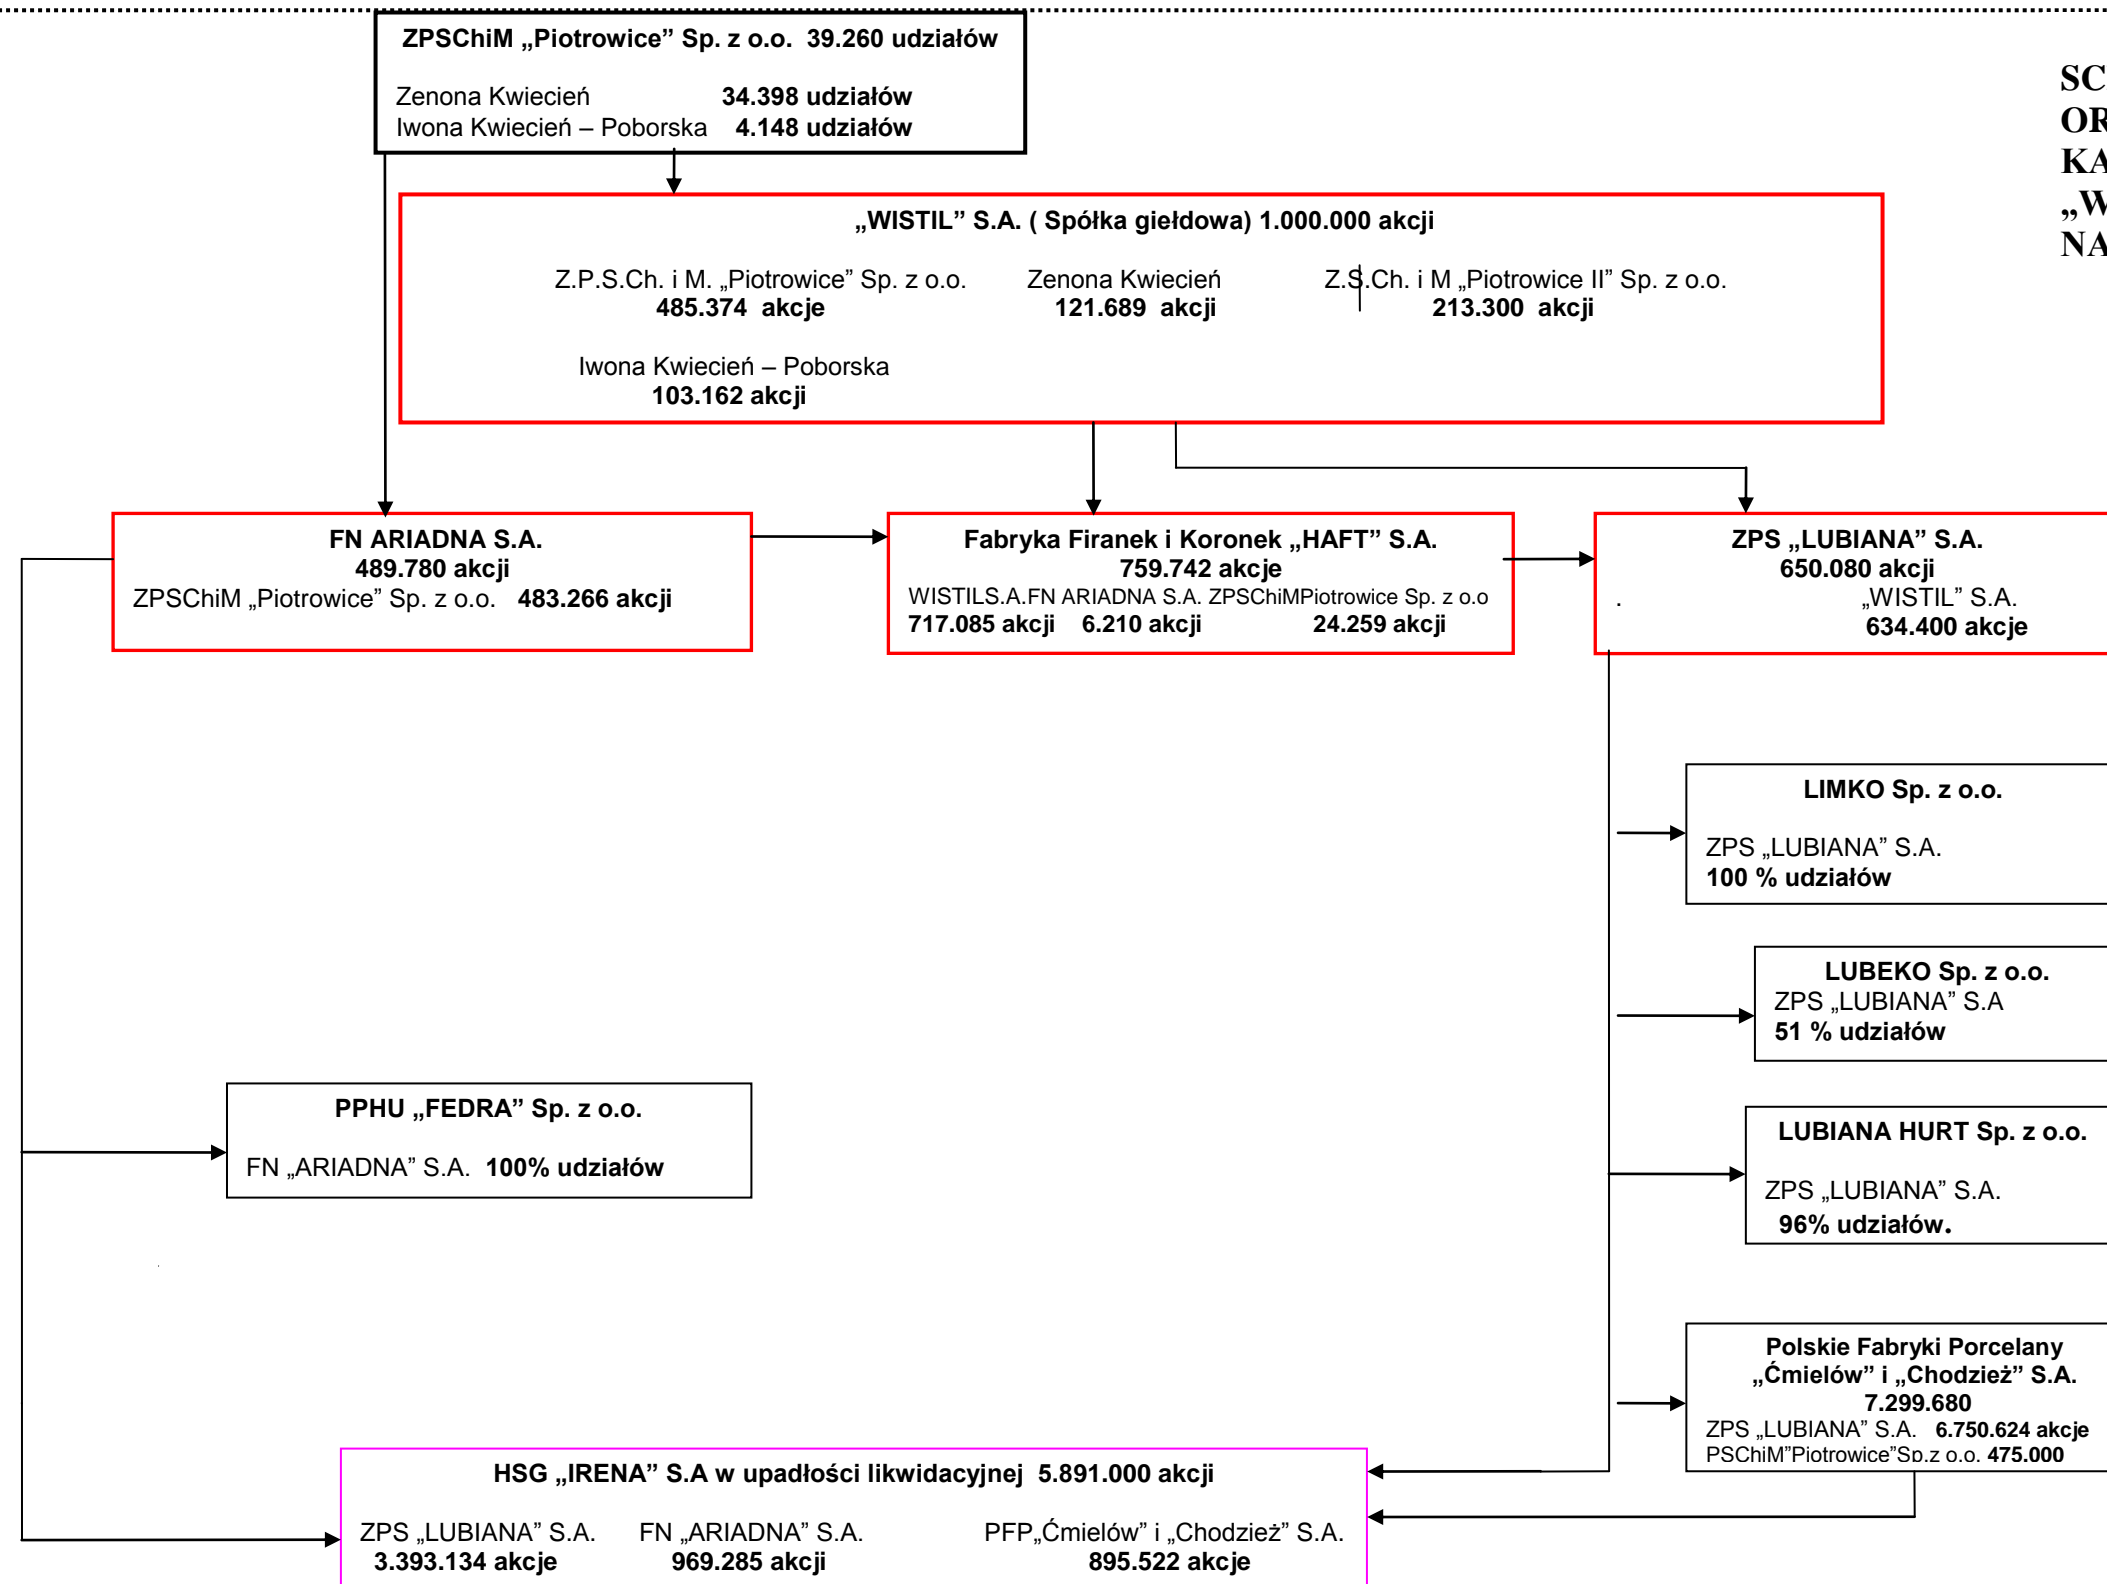 ZPSChiM „Piotrowice” Sp. z o.o. 39.260 udziałów
Zenona Kwiecień 34.398 udziałów
Iwona Kwiecień – Poborska 4.148 udziałów
SC
OR
KA
„W
NA
„WISTIL” S.A. ( Spółka giełdowa) 1.000.000 akcji
Z.P.S.Ch. i M. „Piotrowice” Sp. z o.o. Zenona Kwiecień Z.S.Ch. i M „Piotrowice II” Sp. z o.o.
485.374 akcje 121.689 akcji 213.300 akcji
Iwona Kwiecień – Poborska
103.162 akcji
FN ARIADNA S.A.
489.780 akcji
ZPSChiM „Piotrowice” Sp. z o.o. 483.266 akcji
Fabryka Firanek i Koronek „HAFT” S.A.
759.742 akcje
WISTILS.A.FN ARIADNA S.A. ZPSChiMPiotrowice Sp. z o.o
717.085 akcji 6.210 akcji 24.259 akcji
ZPS „LUBIANA” S.A.
650.080 akcji
. „WISTIL” S.A.
634.400 akcje
LIMKO Sp. z o.o.
ZPS „LUBIANA” S.A.
100 % udziałów
LUBEKO Sp. z o.o.
ZPS „LUBIANA” S.A
51 % udziałów
PPHU „FEDRA” Sp. z o.o.
FN „ARIADNA” S.A. 100% udziałów
LUBIANA HURT Sp. z o.o.
ZPS „LUBIANA” S.A.
96% udziałów.
Polskie Fabryki Porcelany
„Ćmielów” i „Chodzież” S.A.
7.299.680
ZPS „LUBIANA” S.A. 6.750.624 akcje
PSChiM”Piotrowice”Sp.z o.o. 475.000
HSG „IRENA” S.A w upadłości likwidacyjnej 5.891.000 akcji
ZPS „LUBIANA” S.A. FN „ARIADNA” S.A. PFP„Ćmielów” i „Chodzież” S.A.
3.393.134 akcje 969.285 akcji 895.522 akcje